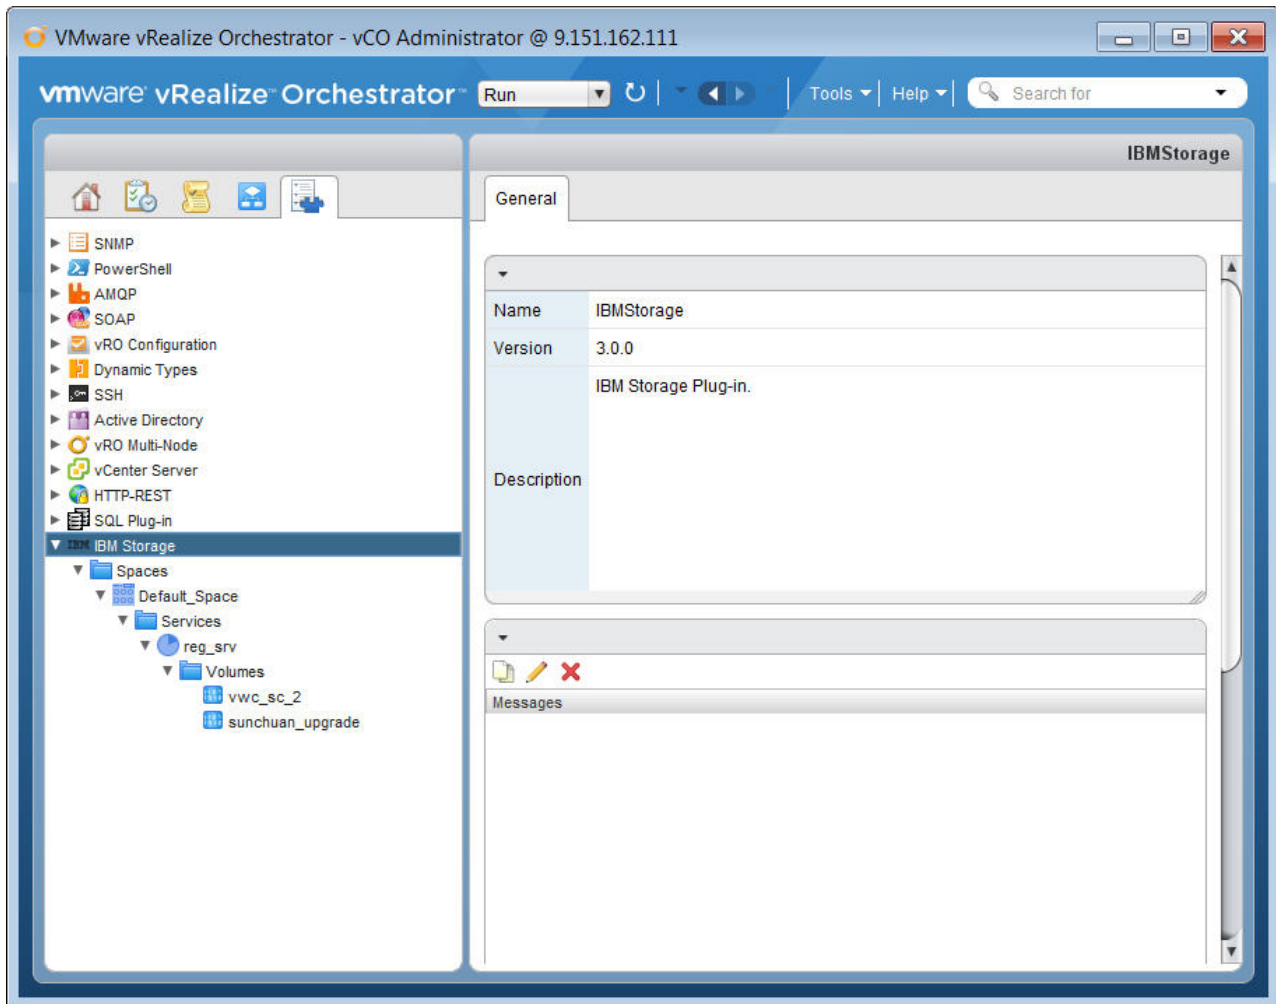 VMware vRealize Orchestrator - vCO Administrator @ 9.151.162.111
vmware vRealize™ Orchestrator™ Run Tools Help Search for
IBMStorage
General
SNMP
PowerShell
AMQP
SOAP
vRO Configuration
Dynamic Types
SSH
Active Directory
vRO Multi-Node
vCenter Server
HTTP-REST
SQL Plug-in
IBM IBM Storage
Spaces
Default_Space
Services
reg_srv
Volumes
vwc_sc_2
sunchuan_upgrade
Name IBMStorage
Version 3.0.0
Description IBM Storage Plug-in.
Messages